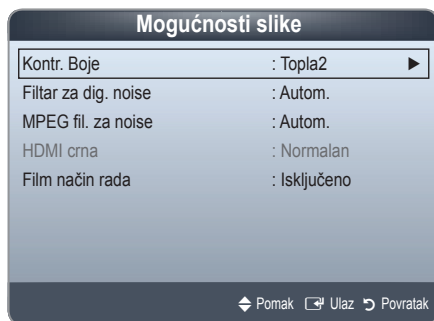 Mogućnosti slike
Kontr. Boje : Topla2
Filtar za dig. noise : Autom.
MPEG fil. za noise : Autom.
HDMI crna : Normalan
Film način rada : Isključeno
Pomak Ulaz Povratak